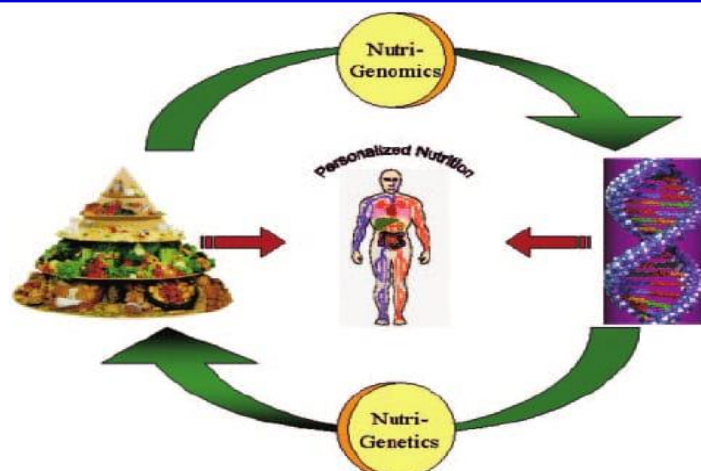 Nutri-
Genomics
Personalized Nutrition
Nutri-
Genetics